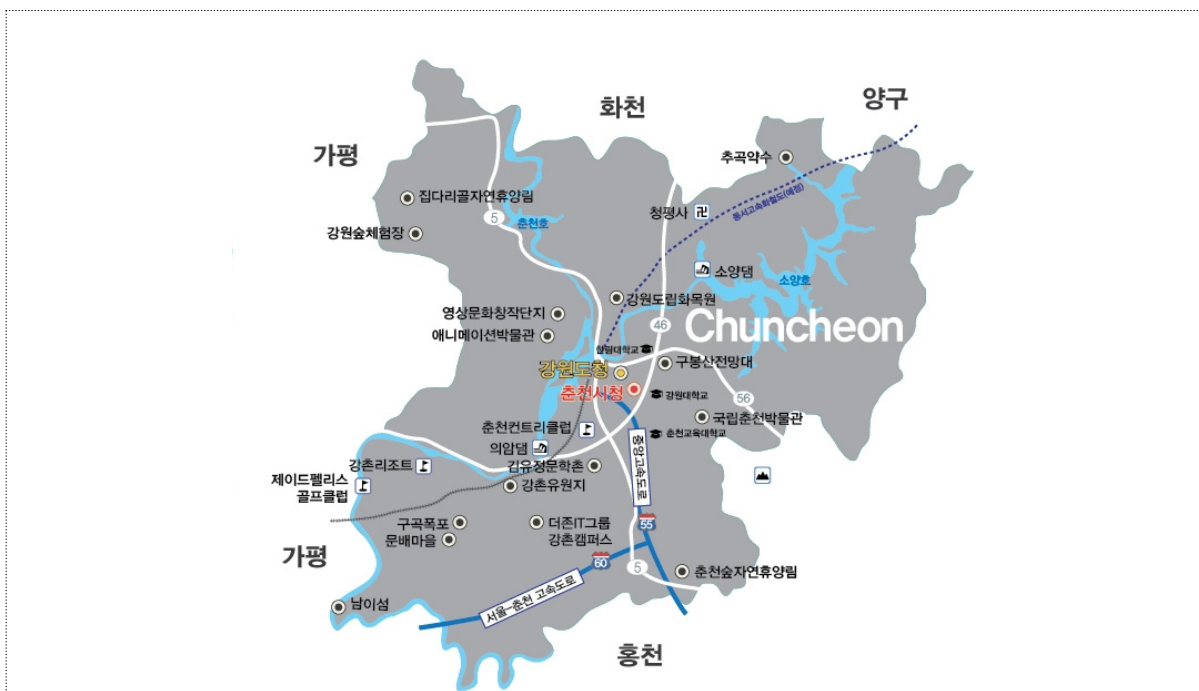 양구
화천
가평
추곡약수
동서고속화철도(예정)
집다리골자연휴양림
청평사
5
춘천호
강원숲체험장
소양댐
소양호
강원도립화목원
영상문화창작단지
46
Chuncheon
애니메이션박물관
한림대학교
구봉산전망대
강원도청
춘천시청
강원대학교
56
국립춘천박물관
춘천컨트리클럽
춘천교육대학교
의암댐
강촌리조트
김유정문학촌
중앙고속도로
제이드펠리스
골프클럽
강촌유원지
구곡폭포
더존IT그룹
강촌캠퍼스
55
문배마을
가평
60
5
춘천숲자연휴양림
서울-춘천 고속도로
남이섬
홍천